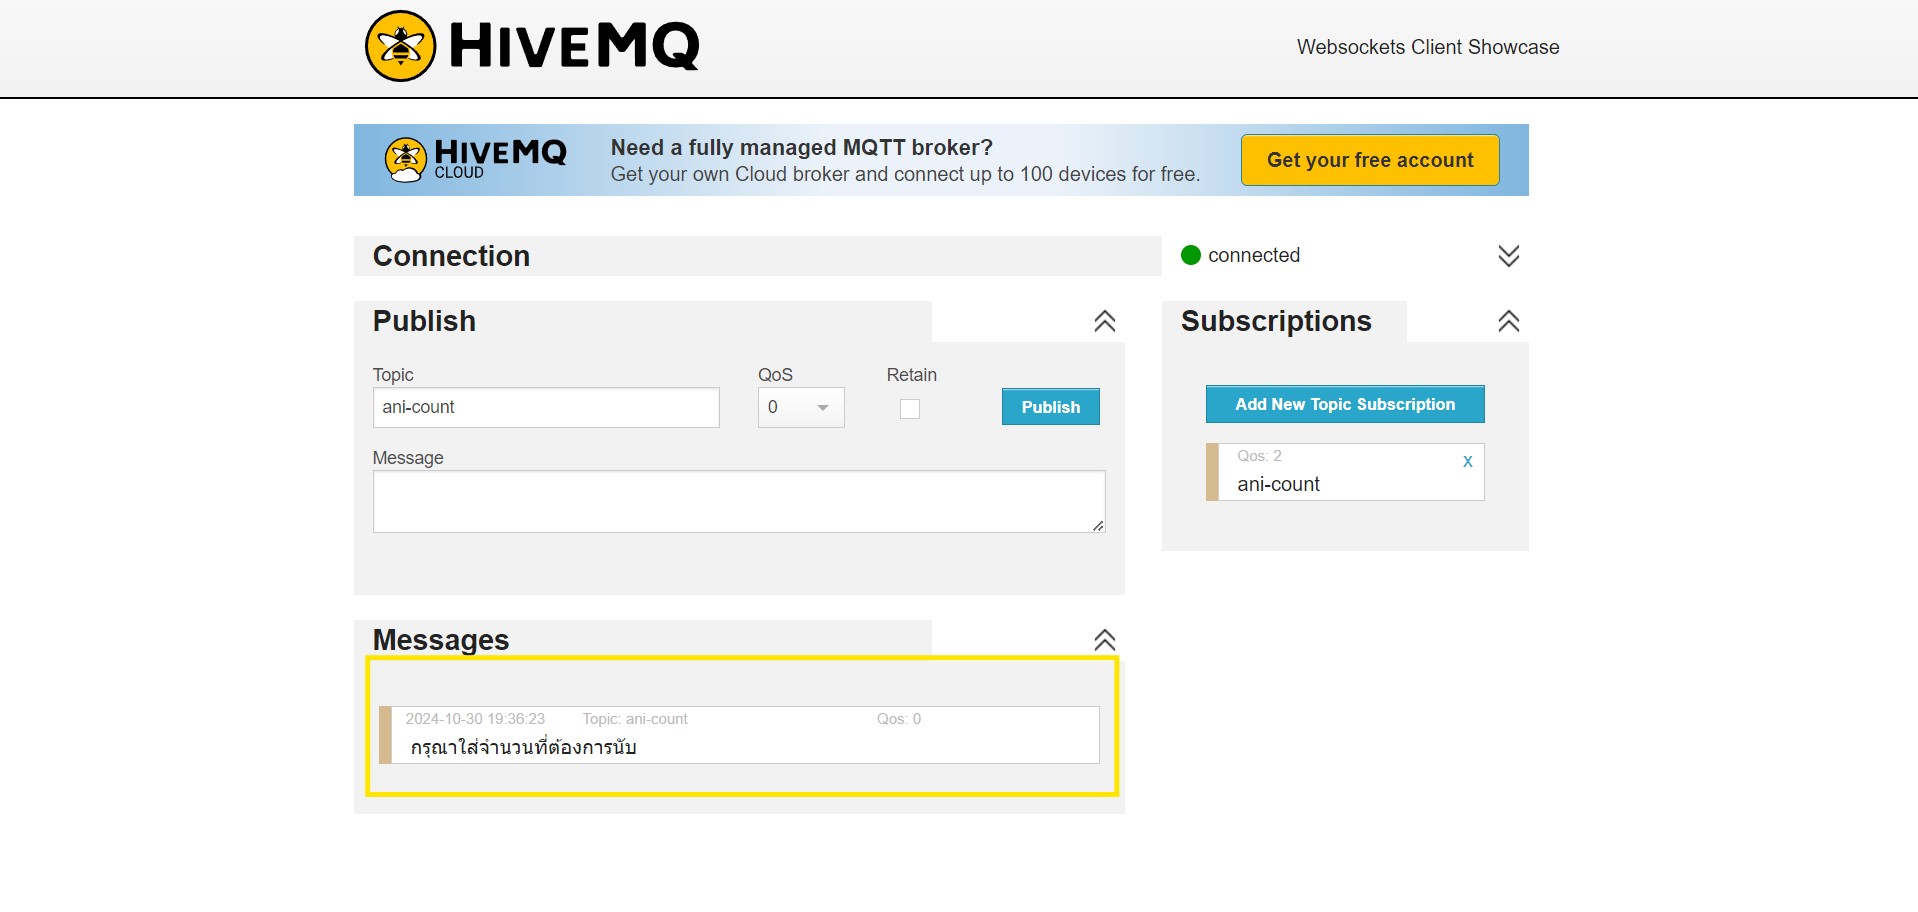 HIVEMQ
Websockets Client Showcase
HIVEMQ
CLOUD
Need a fully managed MQTT broker?
Get your own Cloud broker and connect up to 100 devices for free.
Get your free account
Connection
connected
Publish
Subscriptions
Topic
QoS
Retain
ani-count
0
Publish
Add New Topic Subscription
Message
Qos: 2
x
ani-count
Messages
2024-10-30 19:36:23
Topic: ani-count
Qos: 0
กรุณาใส่จำนวนที่ต้องการนับ